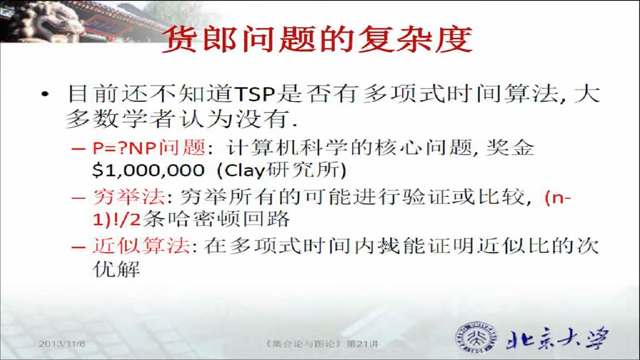 货郎问题的复杂度
• 目前还不知道TSP是否有多项式时间算法, 大
多数学者认为没有.
– P=?NP问题: 计算机科学的核心问题, 奖金
$1,000,000 (Clay研究所)
– 穷举法: 穷举所有的可能进行验证或比较, (n-
1)!/2条哈密顿回路
– 近似算法: 在多项式时间内找能证明近似比的次
优解
2013/11/8
《集合论与图论》第21讲
北京大学